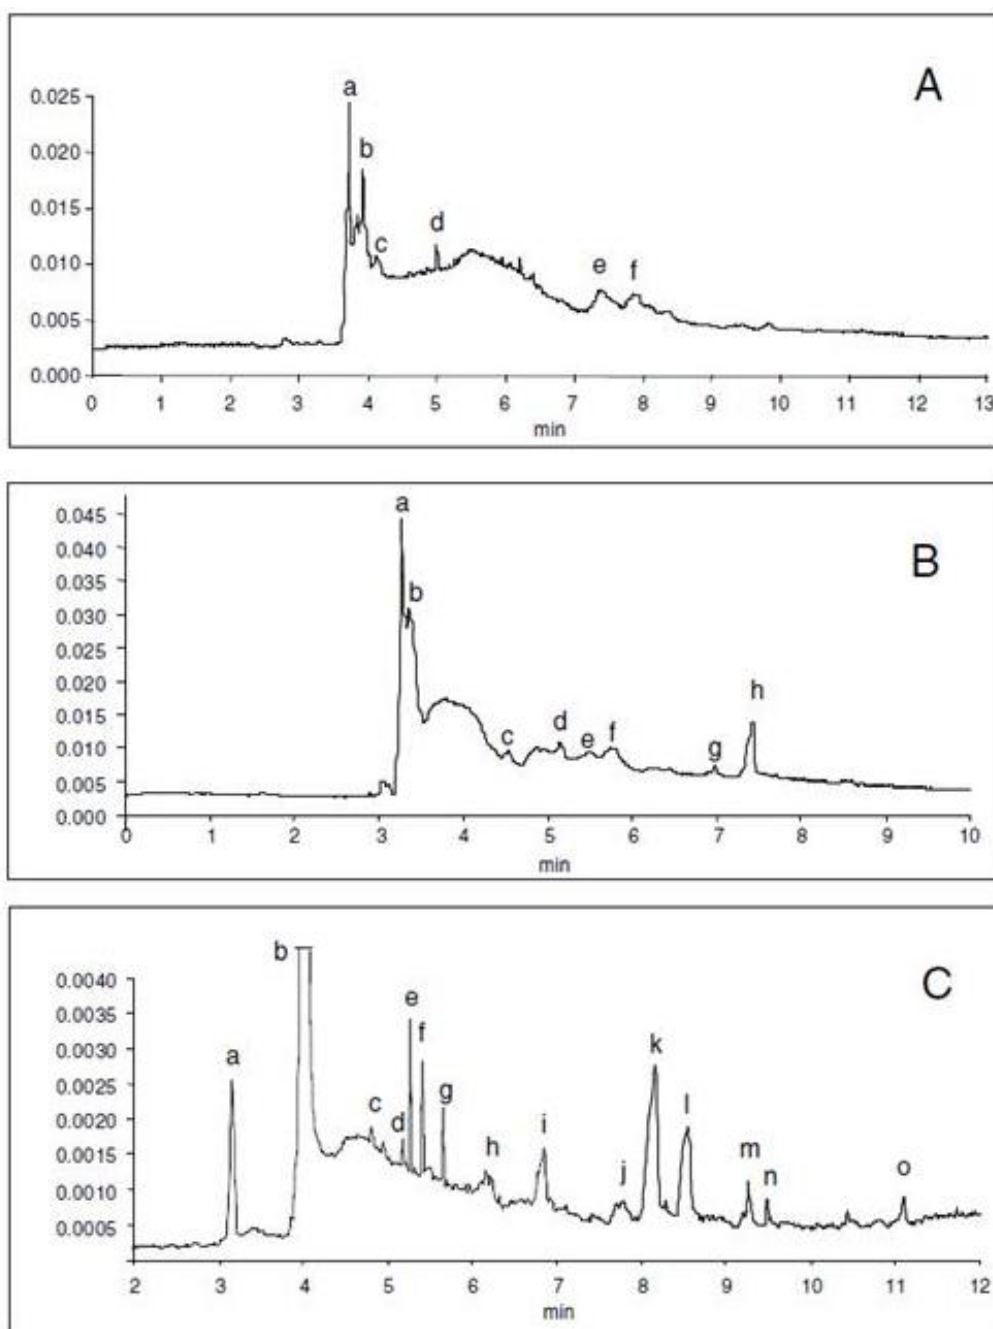 A
a
0.025
b
0.020
0.015
d
c
0.010
e
f
0.005
0.000
0 1 2 3 4 5 6 7 8 9 10 11 12 13
min
a
0.045
B
0.040
0.035
b
0.030
0.025
0.020
h
0.015
d
c
e
f
0.010
g
0.005
0.000
0 1 2 3 4 5 6 7 8 9 10
min
b
C
0.0040
e
0.0035
f
k
0.0030
a
0.0025
g
l
0.0020
c
d
i
0.0015
h
m
j
n
o
0.0010
0.0005
2 3 4 5 6 7 8 9 10 11 12
min